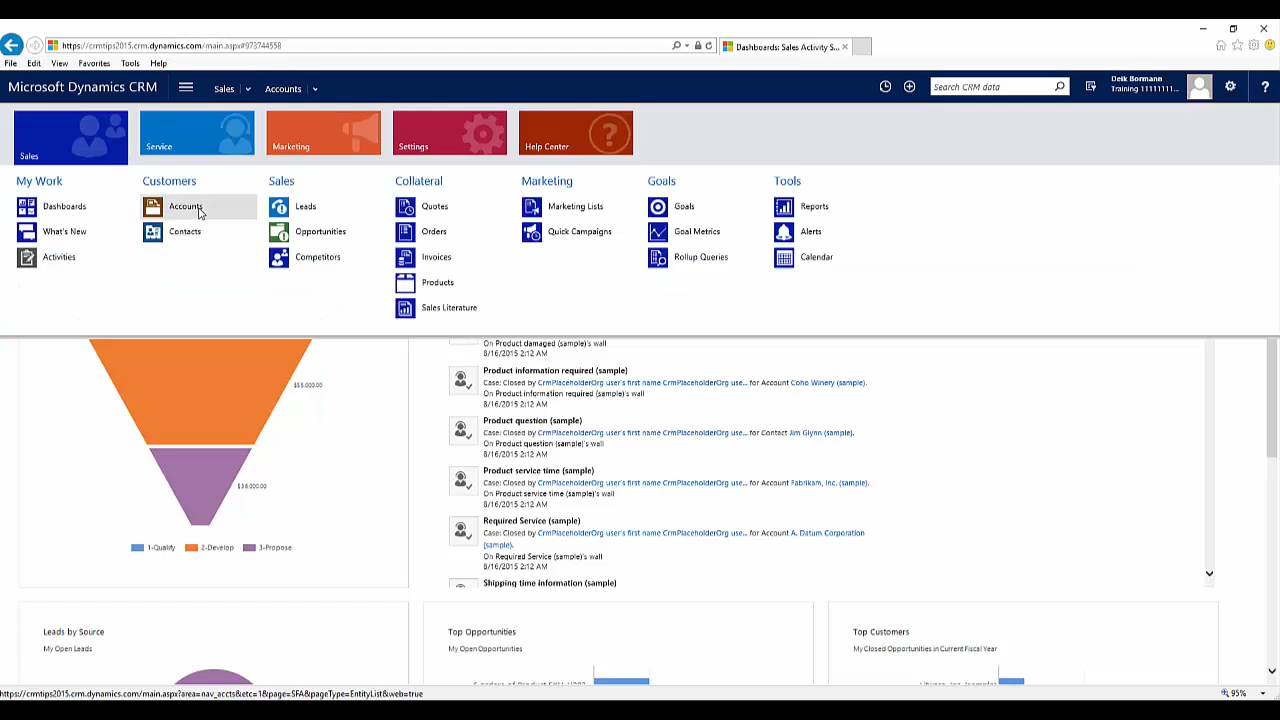 https://crmtips2015.crm.dynamics.com/main.aspx#973744558
Dashboards: Sales Activity S...
File Edit View Favorites Tools Help
Microsoft Dynamics CRM
Sales
Accounts
Search CRM data
Deik Bormann
Training 11111111...
?
Sales
Service
Marketing
Settings
Help Center
?
My Work
Customers
Sales
Collateral
Marketing
Goals
Tools
Dashboards
Accounts
Leads
Quotes
Marketing Lists
Goals
Reports
What's New
Contacts
Opportunities
Orders
Quick Campaigns
Goal Metrics
Alerts
Activities
Competitors
Invoices
Rollup Queries
Calendar
Products
Sales Literature
$55,000.00
$36,000.00
1-Qualify 2-Develop 3-Propose
On Product damaged (sample)'s wall
8/16/2015 2:12 AM
Product information required (sample)
Case: Closed by CrmPlaceholderOrg user's first name CrmPlaceholderOrg use... for Account Coho Winery (sample).
On Product information required (sample)'s wall
8/16/2015 2:12 AM
Product question (sample)
Case: Closed by CrmPlaceholderOrg user's first name CrmPlaceholderOrg use... for Contact Jim Glynn (sample).
On Product question (sample)'s wall
8/16/2015 2:12 AM
Product service time (sample)
Case: Closed by CrmPlaceholderOrg user's first name CrmPlaceholderOrg use... for Account Fabrikam, Inc. (sample).
On Product service time (sample)'s wall
8/16/2015 2:12 AM
Required Service (sample)
Case: Closed by CrmPlaceholderOrg user's first name CrmPlaceholderOrg use... for Account A. Datum Corporation
(sample).
On Required Service (sample)'s wall
8/16/2015 2:12 AM
Shipping time information (sample)
Leads by Source
My Open Leads
Top Opportunities
My Open Opportunities
Top Customers
My Closed Opportunities in Current Fiscal Year
https://crmtips2015.crm.dynamics.com/main.aspx?area=nav_accts&etc=1&page=SFA&pageType=EntityList&web=true
95%